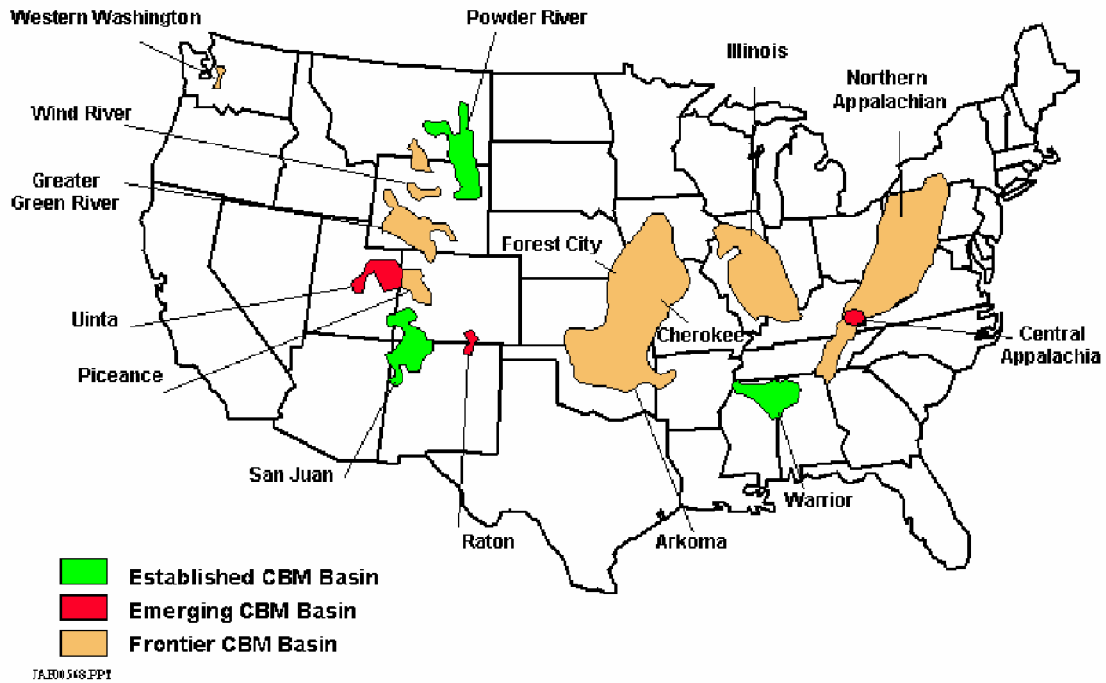 Western Washington
Powder River
Illinois
Northern
Appalachian
Wind River
Greater
Green River
Forest City
Uinta
Cherokee
Central
Appalachia
Piceance
San Juan
Warrior
Raton
Arkoma
Established CBM Basin
Emerging CBM Basin
Frontier CBM Basin